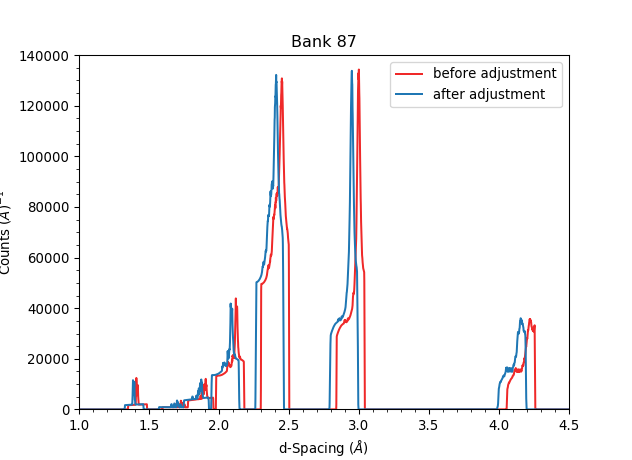 Bank 87
before adjustment
after adjustment
140000
120000
100000
80000
60000
40000
20000
0
Counts (Å)⁻¹
1.0 1.5 2.0 2.5 3.0 3.5 4.0 4.5
d-Spacing (Å)